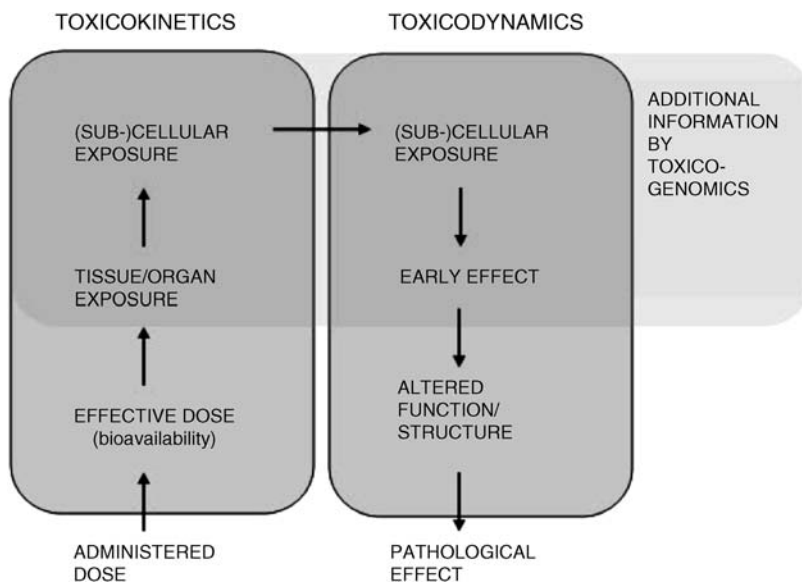 TOXICOKINETICS
TOXICODYNAMICS
(SUB-)CELLULAR
EXPOSURE
(SUB-)CELLULAR
EXPOSURE
ADDITIONAL
INFORMATION
BY
TOXICO-
GENOMICS
TISSUE/ORGAN
EXPOSURE
EARLY EFFECT
EFFECTIVE DOSE
(bioavailability)
ALTERED
FUNCTION/
STRUCTURE
ADMINISTERED
DOSE
PATHOLOGICAL
EFFECT